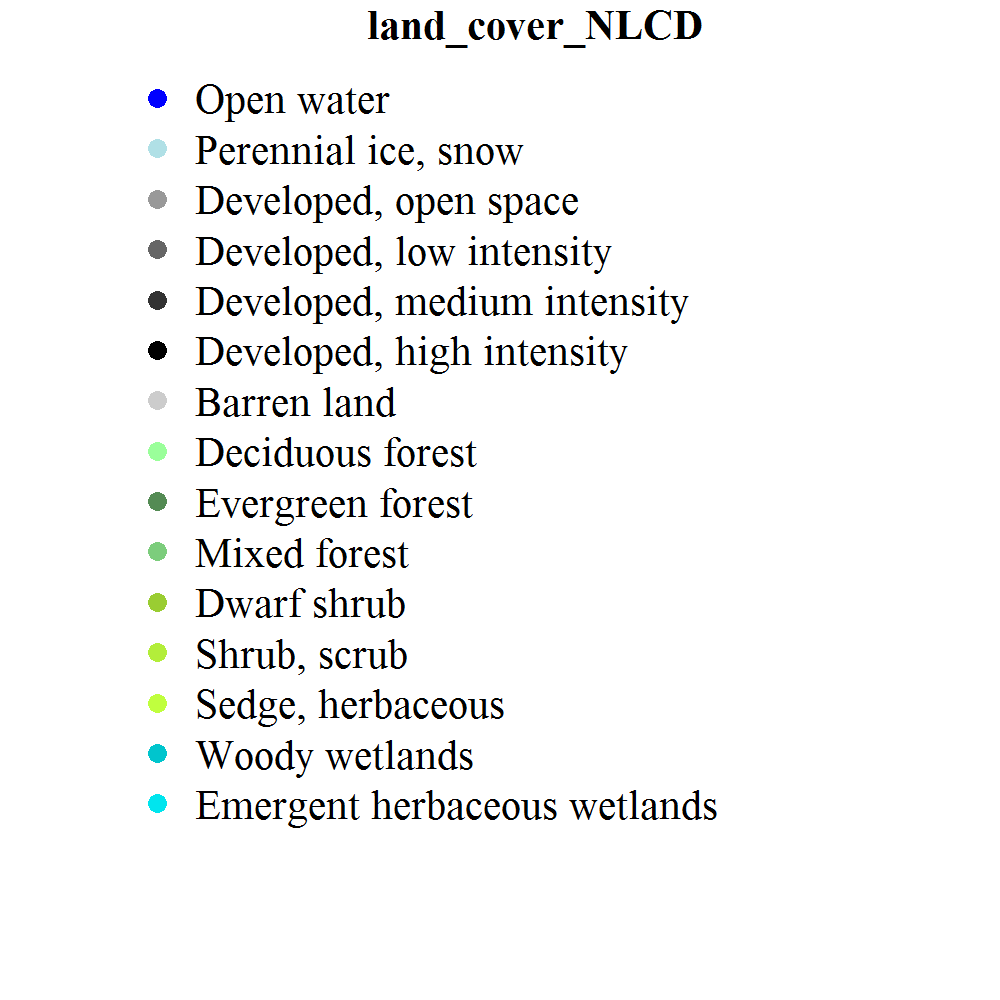 land_cover_NLCD
Open water
Perennial ice, snow
Developed, open space
Developed, low intensity
Developed, medium intensity
Developed, high intensity
Barren land
Deciduous forest
Evergreen forest
Mixed forest
Dwarf shrub
Shrub, scrub
Sedge, herbaceous
Woody wetlands
Emergent herbaceous wetlands